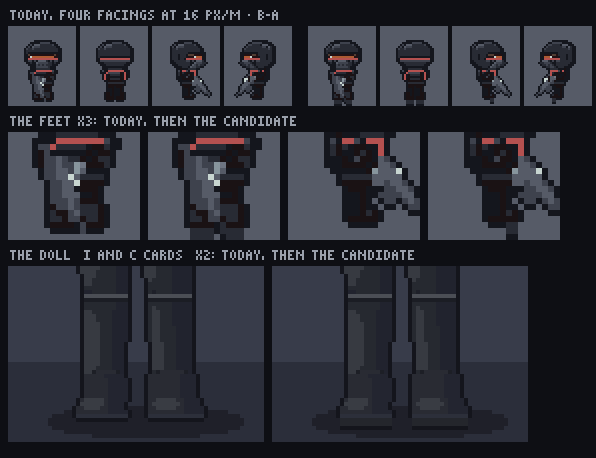 TODAY, FOUR FACINGS AT 16 PX/M · B-A
THE FEET X3: TODAY, THEN THE CANDIDATE
THE DOLL  I AND C CARDS  X2: TODAY, THEN THE CANDIDATE